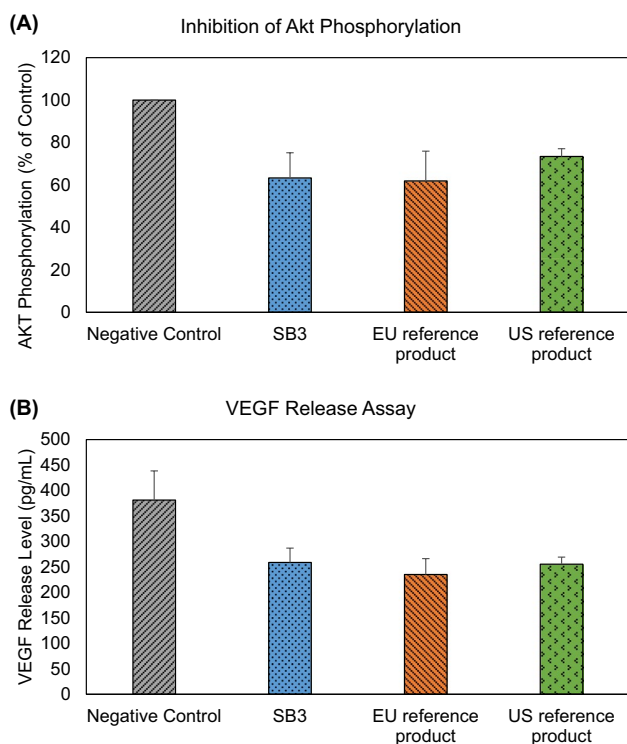 (A)
Inhibition of Akt Phosphorylation
AKT Phosphorylation (% of Control)
120
100
80
60
40
20
0
Negative Control
SB3
EU reference
product
US reference
product
(B)
VEGF Release Assay
VEGF Release Level (pg/mL)
500
450
400
350
300
250
200
150
100
50
0
Negative Control
SB3
EU reference
product
US reference
product